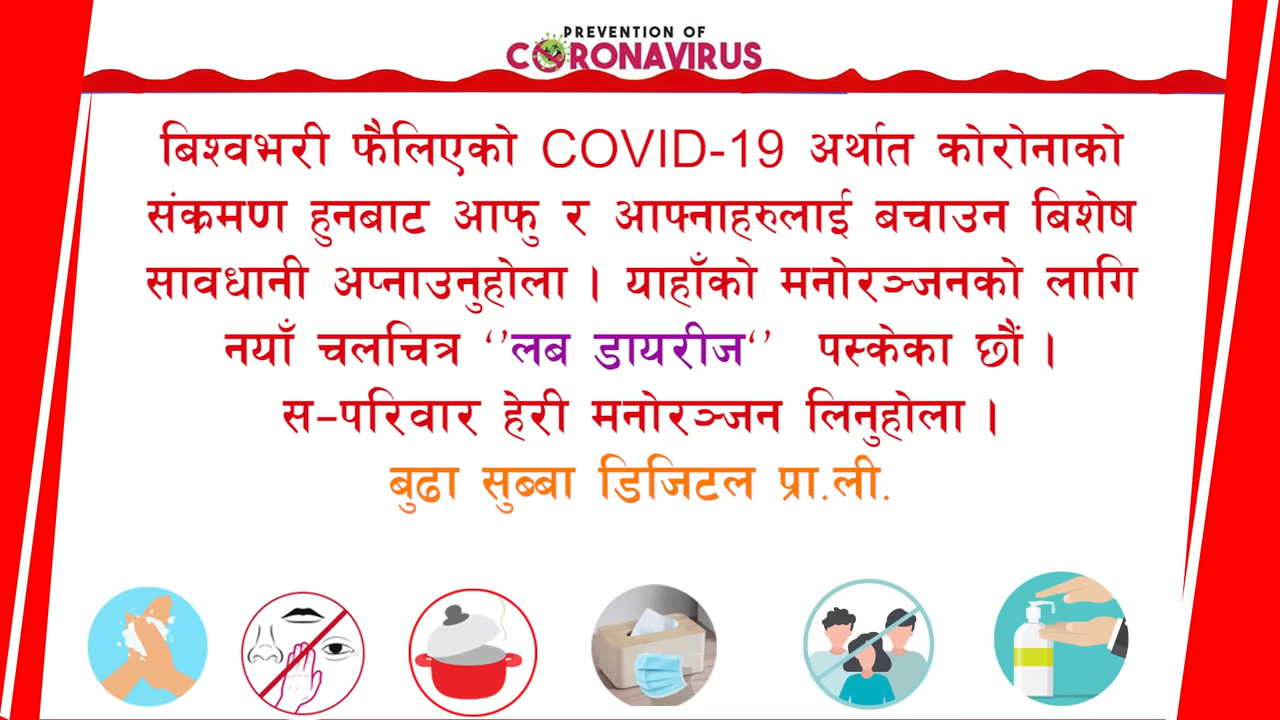 PREVENTION OF
CORONAVIRUS
बिश्वभरी फैलिएको COVID-19 अर्थात कोरोनाको
संक्रमण हुनबाट आफु र आफ्नाहरुलाई बचाउन बिशेष
सावधानी अप्नाउनुहोला । याहाँको मनोरञ्जनको लागि
नयाँ चलचित्र ‘’लब डायरीज‘’ पस्केका छौं ।
स-परिवार हेरी मनोरञ्जन लिनुहोला ।
बुढा सुब्बा डिजिटल प्रा.ली.